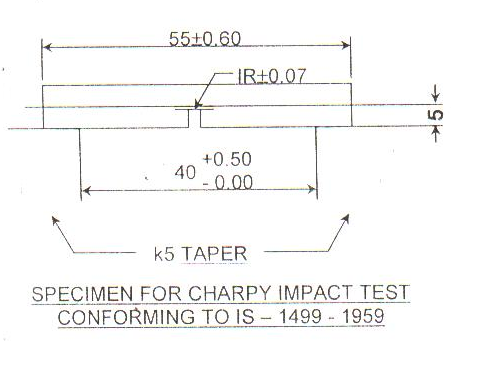 55±0.60
IR±0.07
5
40 +0.50
- 0.00
k5 TAPER
SPECIMEN FOR CHARPY IMPACT TEST
CONFORMING TO IS – 1499 - 1959